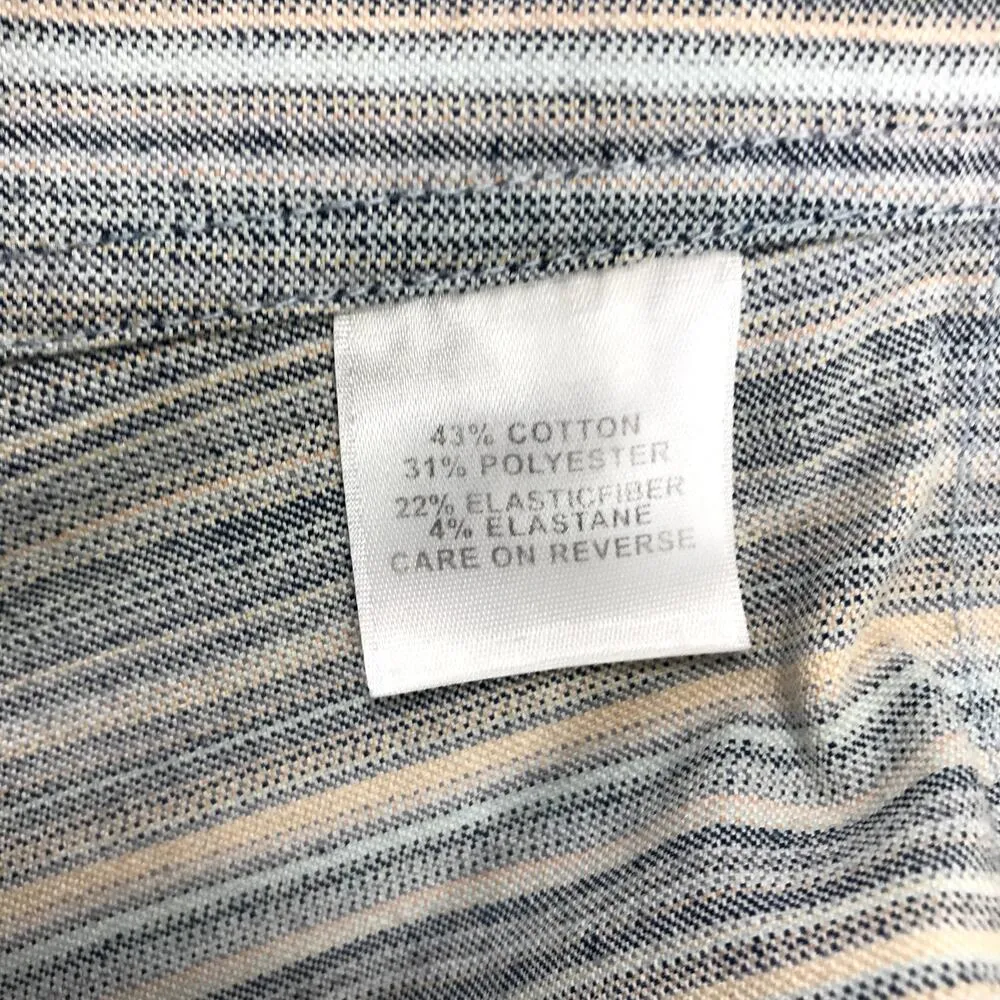 43% COTTON
31% POLYESTER
22% ELASTICFIBER
4% ELASTANE
CARE ON REVERSE